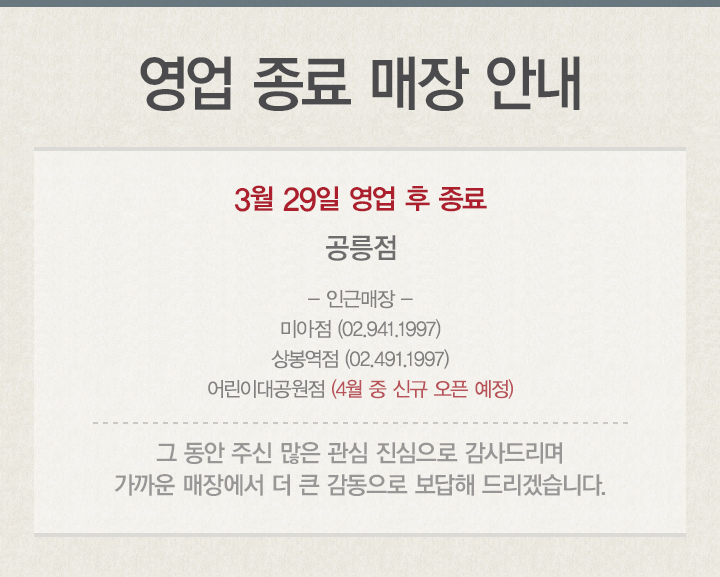 영업 종료 매장 안내
3월 29일 영업 후 종료
공릉점
– 인근매장 –
미아점 (02.941.1997)
상봉역점 (02.491.1997)
어린이대공원점 (4월 중 신규 오픈 예정)
그 동안 주신 많은 관심 진심으로 감사드리며
가까운 매장에서 더 큰 감동으로 보답해 드리겠습니다.